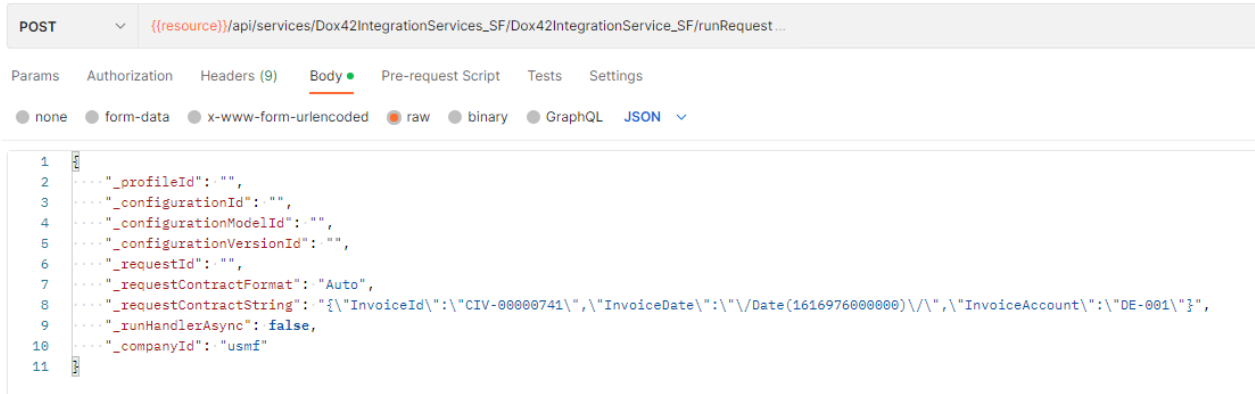 POST {{resource}}/api/services/Dox42IntegrationServices_SF/Dox42IntegrationService_SF/runRequest ...
Params Authorization Headers (9) Body Pre-request Script Tests Settings
none form-data x-www-form-urlencoded raw binary GraphQL JSON
1 {
2 "_profileId": "",
3 "_configurationId": "",
4 "_configurationModelId": "",
5 "_configurationVersionId": "",
6 "_requestId": "",
7 "_requestContractFormat": "Auto",
8 "_requestContractString": "{\"InvoiceId\":\"CIV-00000741\",\"InvoiceDate\":\"\/Date(1616976000000)\/\",\"InvoiceAccount\":\"DE-001\"}",
9 "_runHandlerAsync": false,
10 "_companyId": "usmf"
11 }